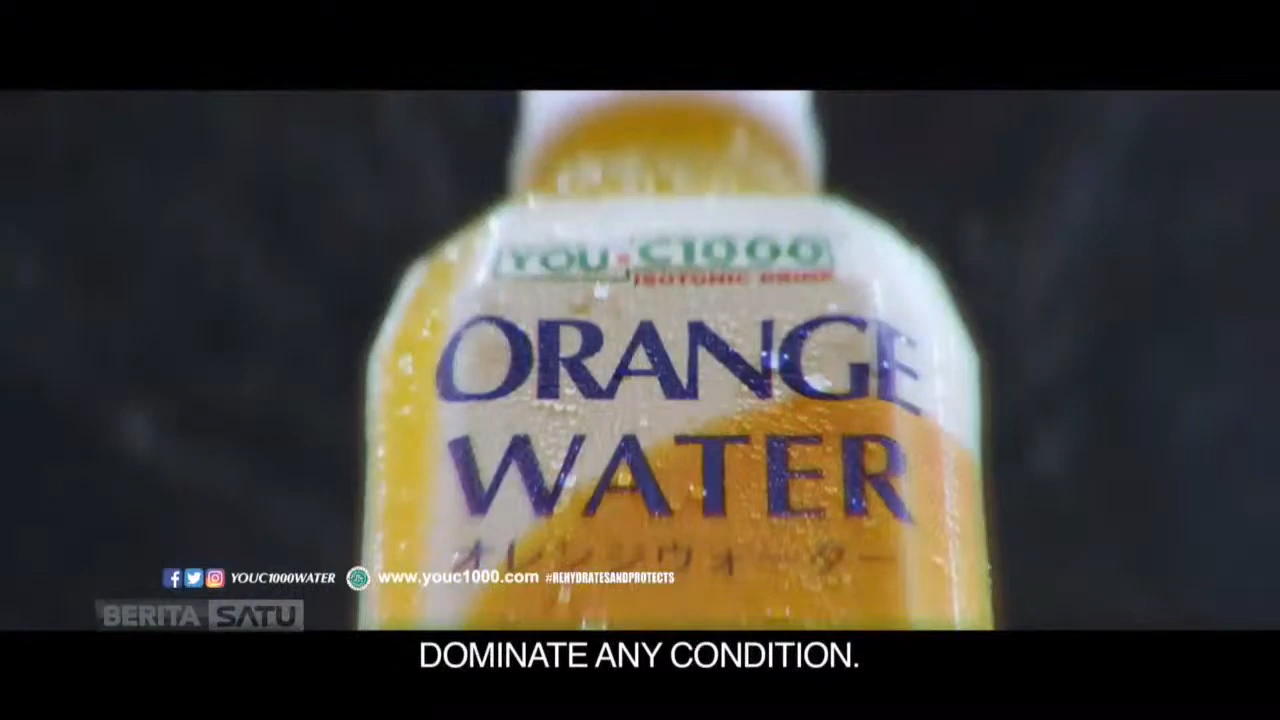 YOU·C1000
ISOTONIC DRINK
ORANGE
WATER
オレンジウォーター
YOUC1000WATER www.youc1000.com #REHYDRATESANDPROTECTS
BERITA SATU
DOMINATE ANY CONDITION.